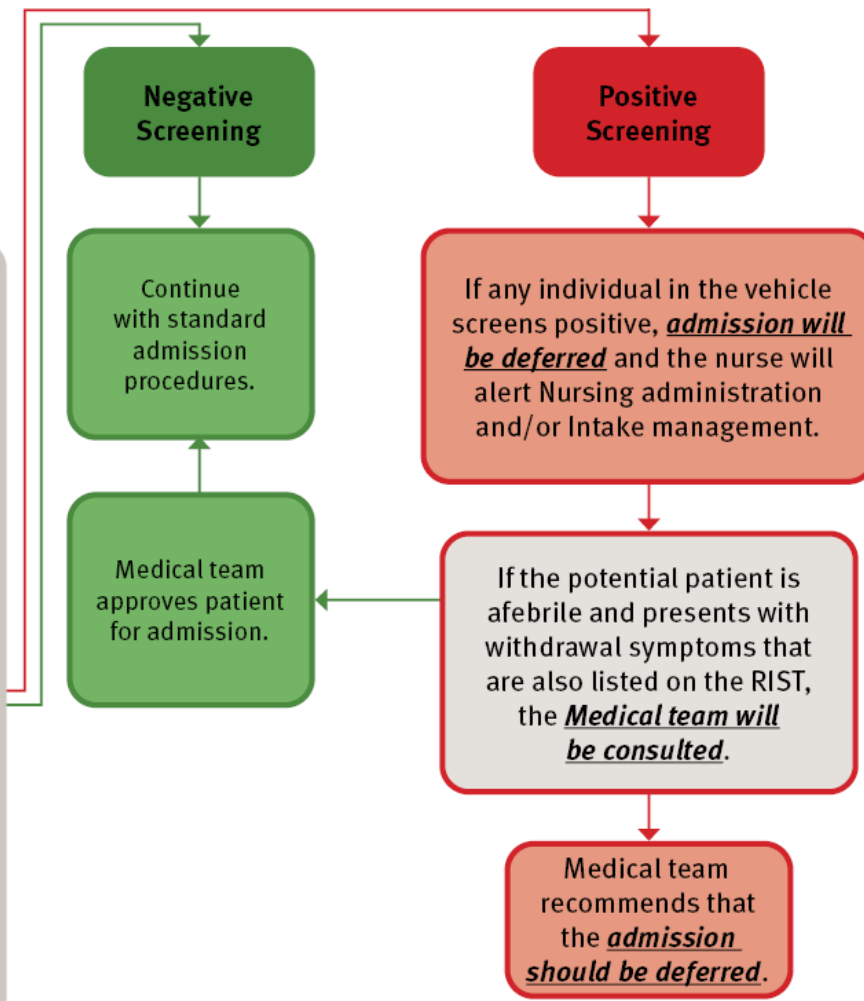 Negative
Screening
Positive
Screening
Continue
with standard
admission
procedures.
If any individual in the vehicle
screens positive, admission will
be deferred and the nurse will
alert Nursing administration
and/or Intake management.
Medical team
approves patient
for admission.
If the potential patient is
afebrile and presents with
withdrawal symptoms that
are also listed on the RIST,
the Medical team will
be consulted.
Medical team
recommends that
the admission
should be deferred.